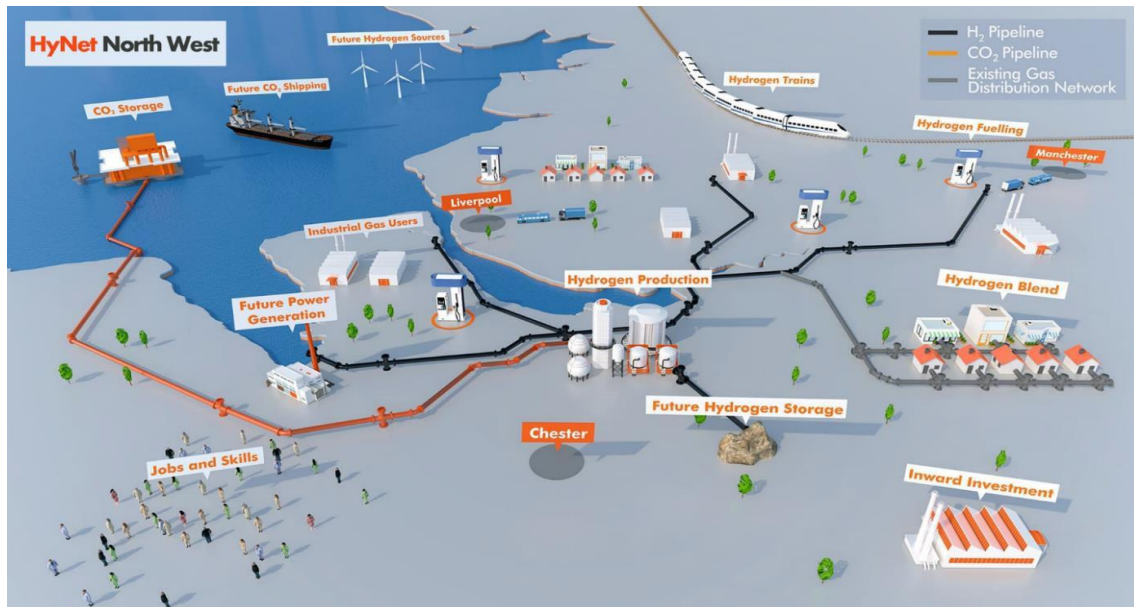 HyNet North West
Future Hydrogen Sources
H₂ Pipeline
CO₂ Pipeline
Existing Gas
Distribution Network
CO₂ Storage
Future CO₂ Shipping
Hydrogen Trains
Hydrogen Fuelling
Manchester
Liverpool
Industrial Gas Users
Hydrogen Production
Hydrogen Blend
Future Power
Generation
Future Hydrogen Storage
Chester
Jobs and Skills
Inward Investment